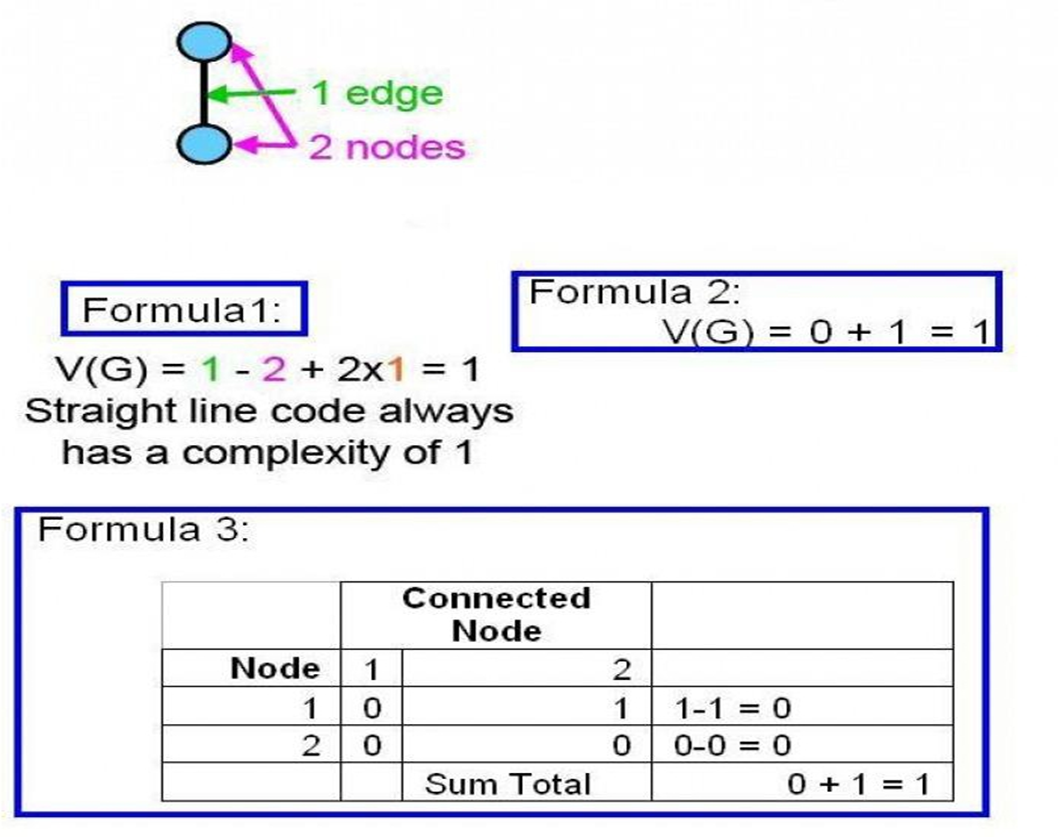 1 edge
2 nodes
Formula1:
Formula 2:
V(G) = 0 + 1 = 1
V(G) = 1 - 2 + 2x1 = 1
Straight line code always
has a complexity of 1
Formula 3:
Connected
Node
Node 1 2
1 0 1 1-1 = 0
2 0 0 0-0 = 0
Sum Total 0 + 1 = 1